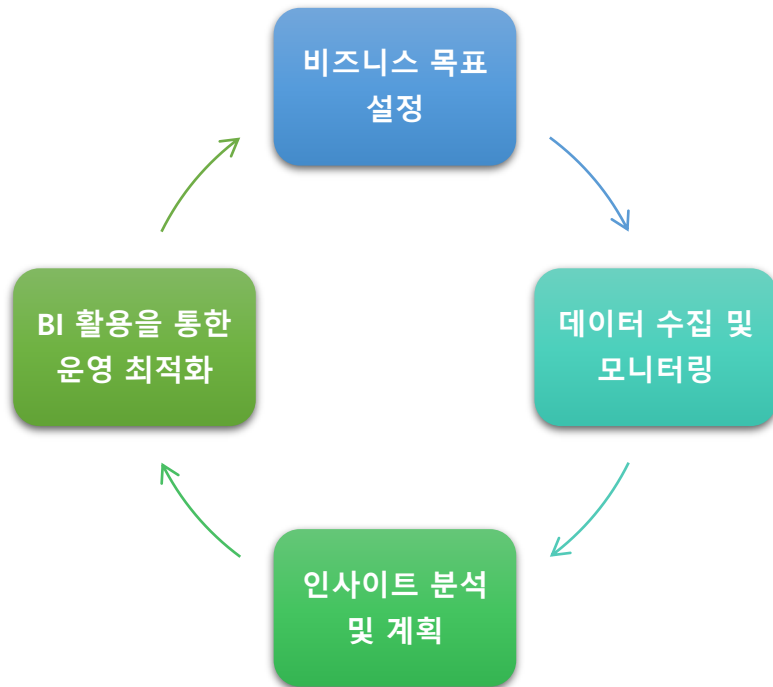 비즈니스 목표
설정
데이터 수집 및
모니터링
인사이트 분석
및 계획
BI 활용을 통한
운영 최적화